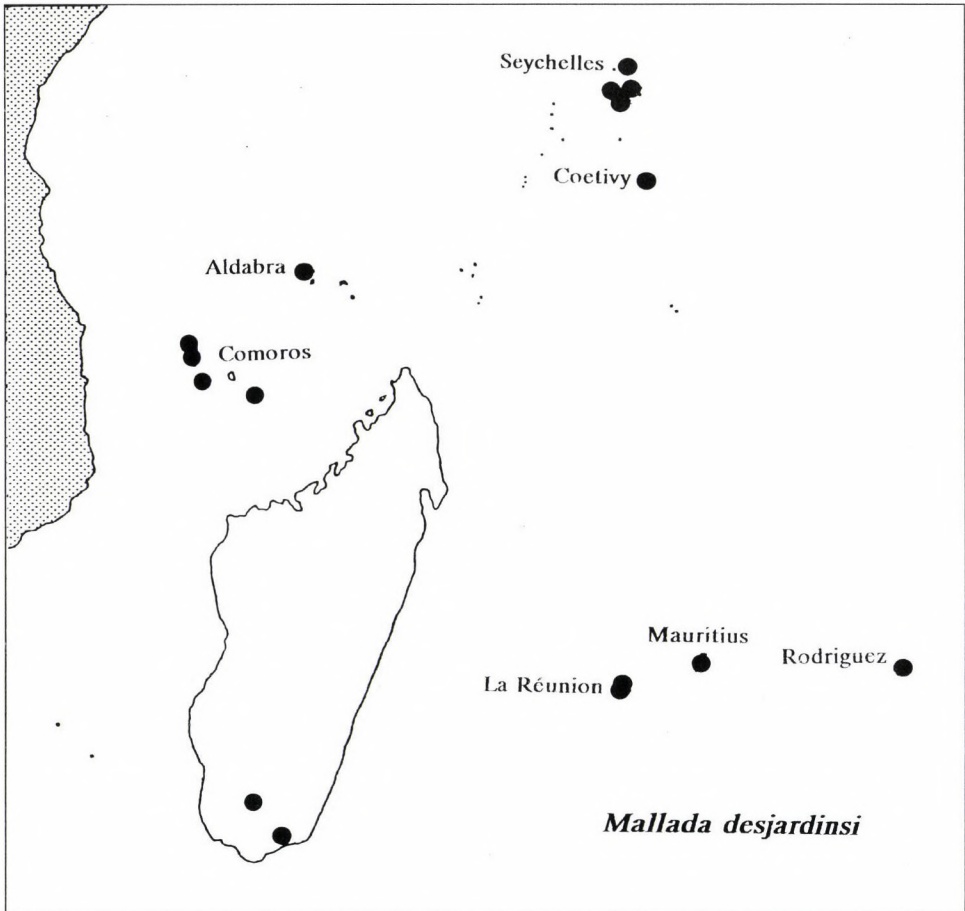 Seychelles
Coetivy
Aldabra
Comoros
Mauritius
Rodriguez
La Réunion
Mallada desjardinsi